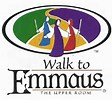 Walk to
Emmaus
THE UPPER ROOM
®